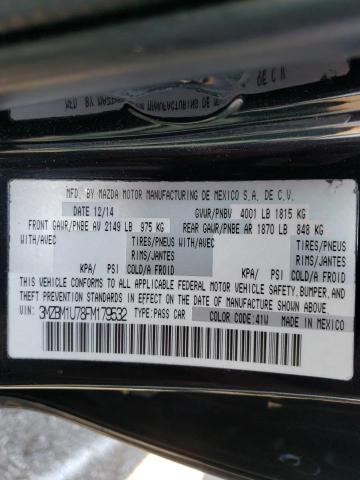 MFD. BY MAZDA MOTOR MANUFACTURING DE MEXICO S.A. DE C.V.
DATE 12/14 GVWR/PNBV 4001 LB 1815 KG
FRONT GAWR/PNBE AV 2149 LB 975 KG REAR GAWR/PNBE AR 1870 LB 848 KG
WITH/AVEC TIRES/PNEUS WITH/AVEC TIRES/PNEUS
RIMS/JANTES RIMS/JANTES
KPA/ PSI COLD/A FROID KPA/ PSI COLD/A FROID
THIS VEHICLE CONFORMS TO ALL APPLICABLE FEDERAL MOTOR VEHICLE SAFETY, BUMPER, AND
THEFT PREVENTION STANDARDS IN EFFECT ON THE DATE OF MANUFACTURE SHOWN ABOVE.
VIN: 3MZBM1U78FM179532 TYPE: PASS CAR COLOR CODE: 41W MADE IN MEXICO